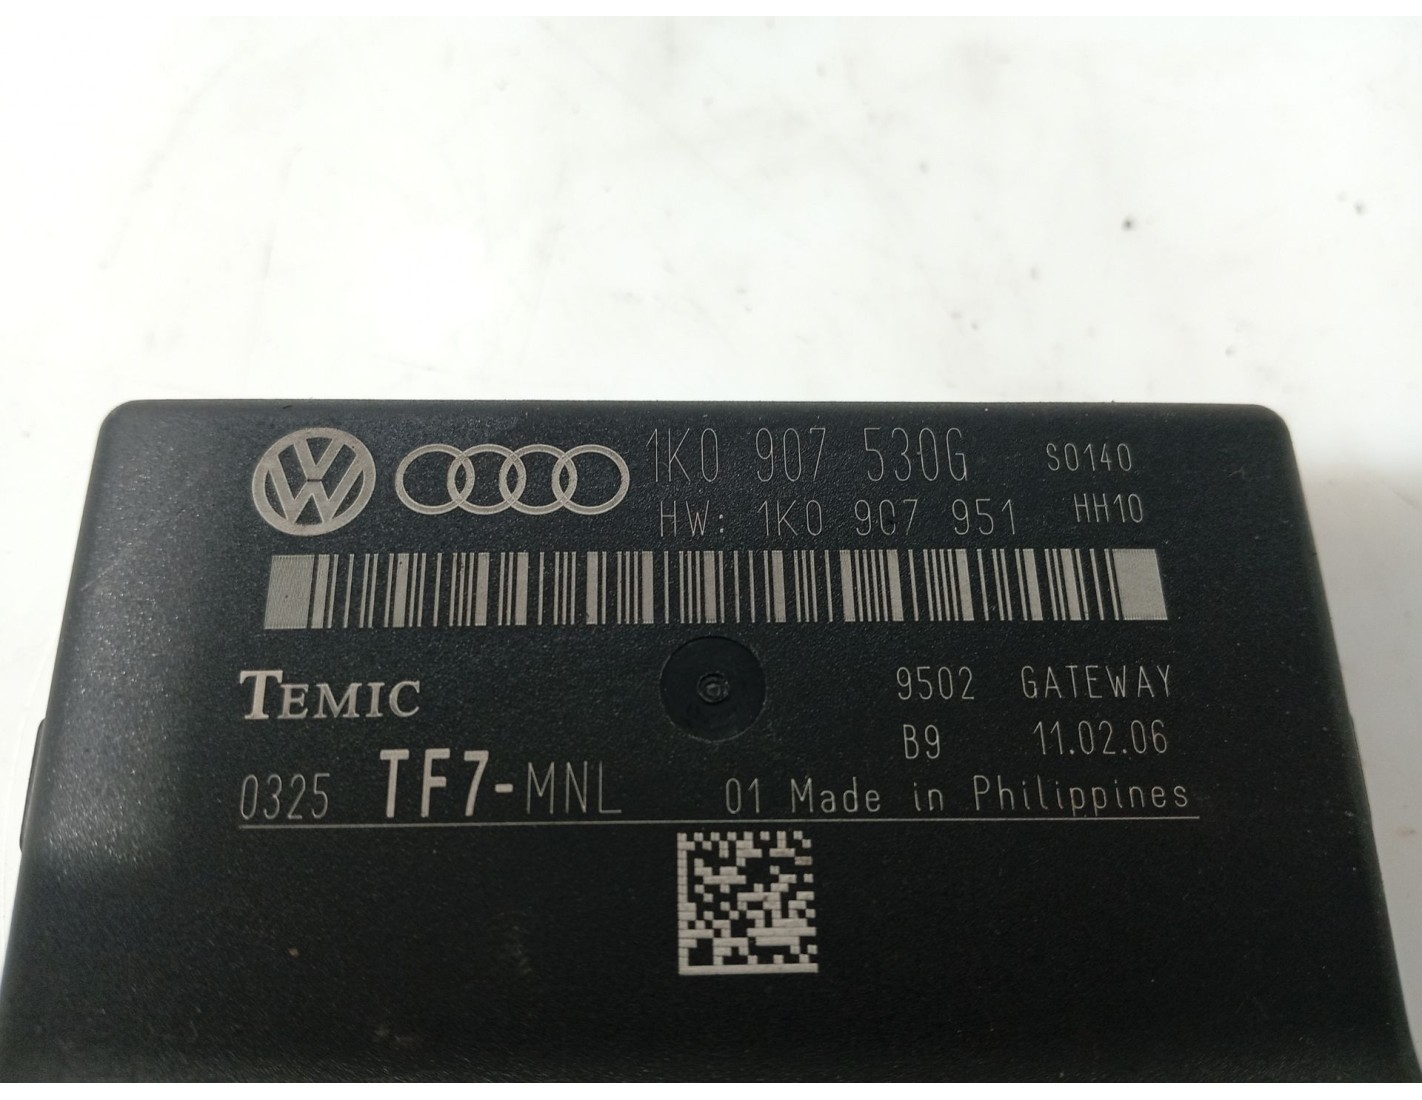 1K0 907 530G S0140
HW: 1K0 907 951 HH10
TEMIC
9502 GATEWAY
B9 11.02.06
0325 TF7-MNL 01 Made in Philippines